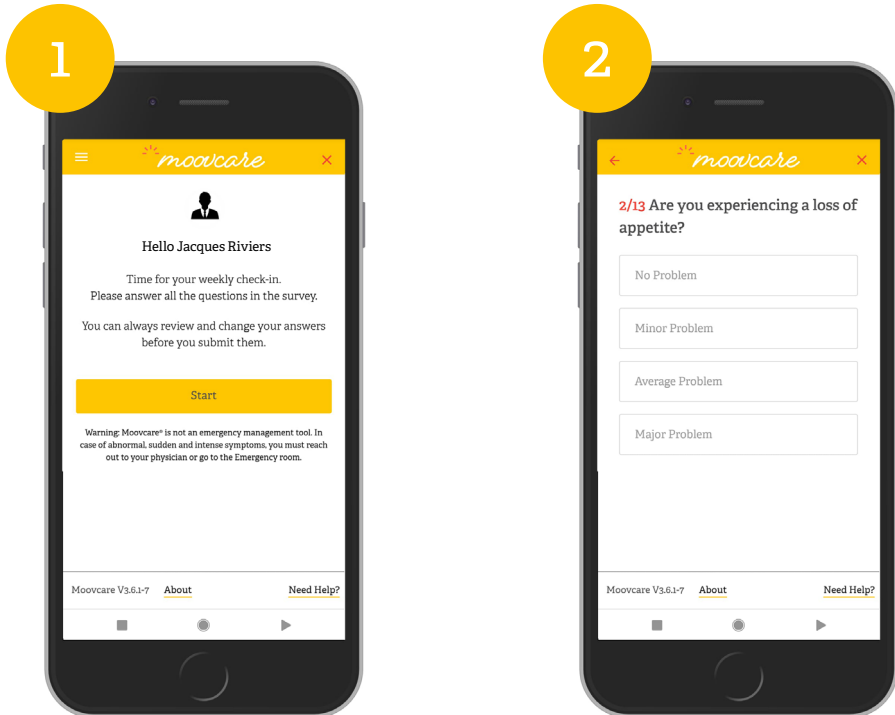 1
moovcare
Hello Jacques Riviers
Time for your weekly check-in.
Please answer all the questions in the survey.
You can always review and change your answers
before you submit them.
Start
Warning: Moovcare® is not an emergency management tool. In
case of abnormal, sudden and intense symptoms, you must reach
out to your physician or go to the Emergency room.
Moovcare V3.6.1-7 About Need Help?
2
moovcare
2/13 Are you experiencing a loss of
appetite?
No Problem
Minor Problem
Average Problem
Major Problem
Moovcare V3.6.1-7 About Need Help?